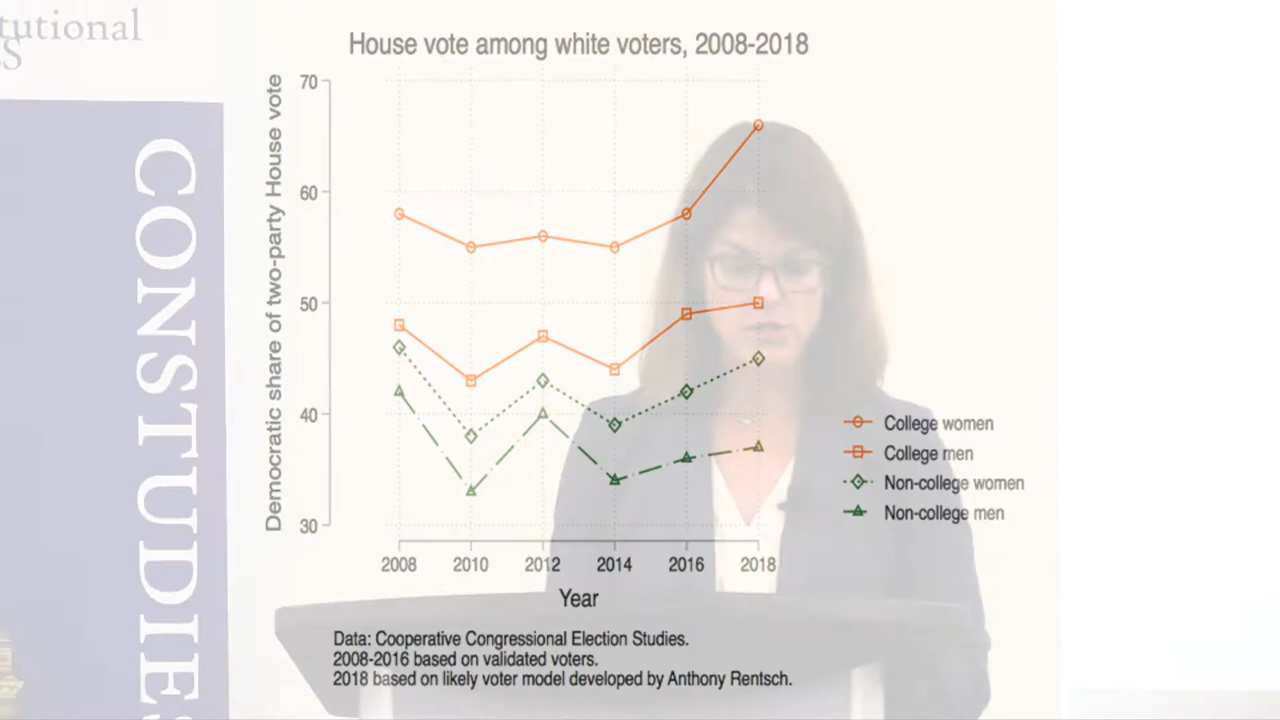 tutional
S
CONSTUDIES
House vote among white voters, 2008-2018
Democratic share of two-party House vote
70
60
50
40
30
2008 2010 2012 2014 2016 2018
Year
College women
College men
Non-college women
Non-college men
Data: Cooperative Congressional Election Studies.
2008-2016 based on validated voters.
2018 based on likely voter model developed by Anthony Rentsch.